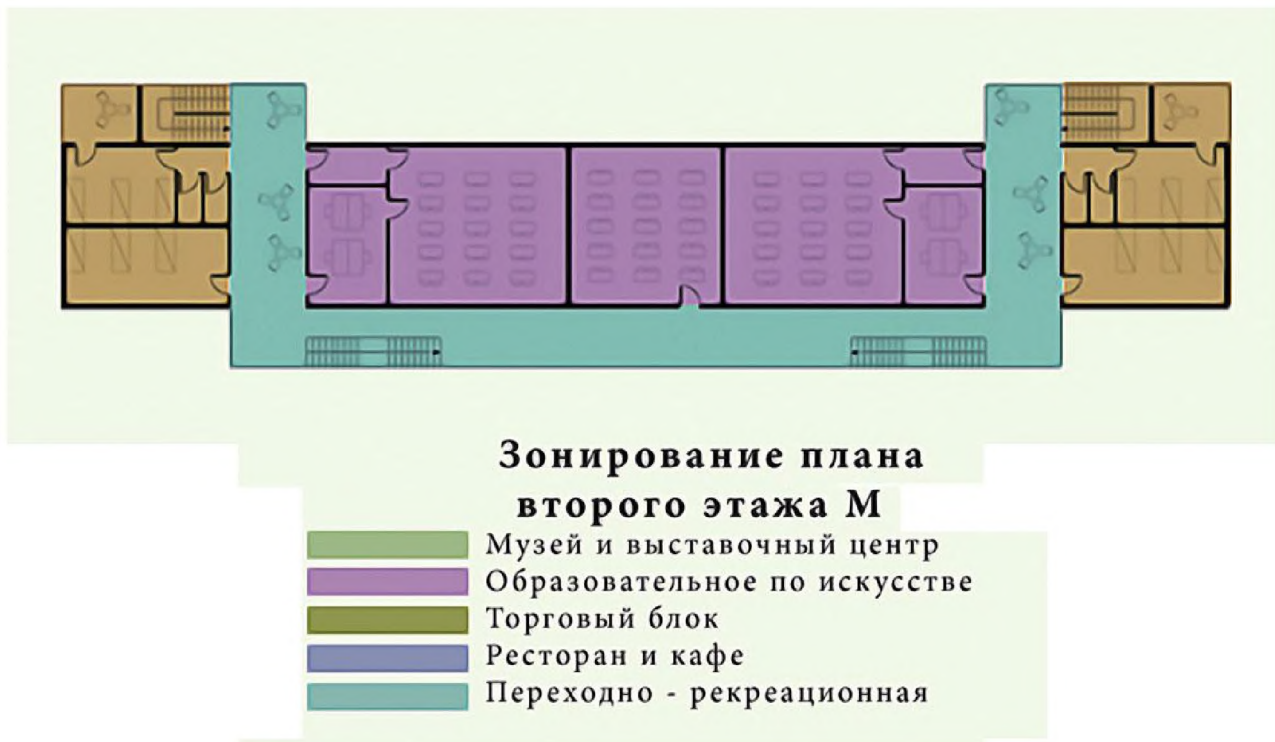 Зонирование плана
второго этажа М
Музей и выставочный центр
Образовательное по искусстве
Торговый блок
Ресторан и кафе
Переходно - рекреационная